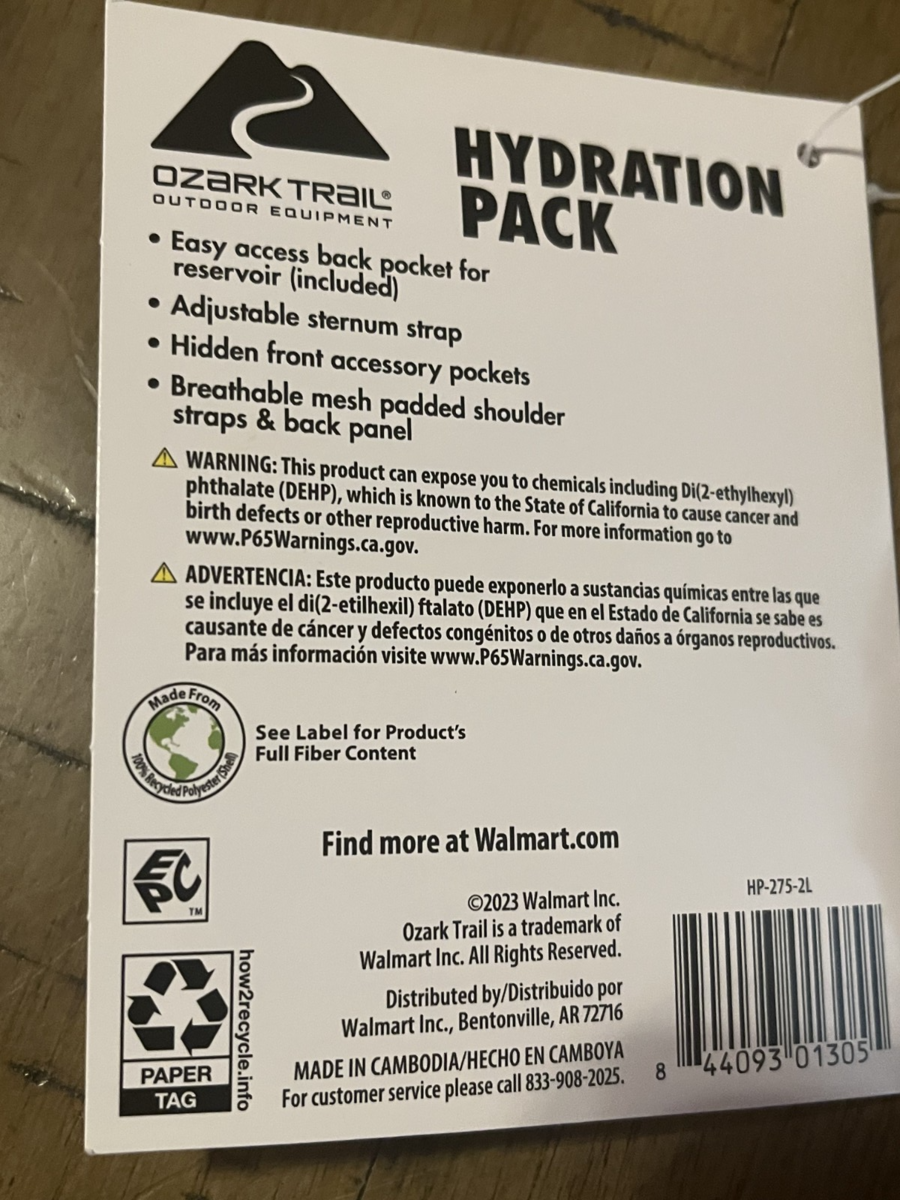 OZARK TRAIL®
OUTDOOR EQUIPMENT
HYDRATION
PACK
• Easy access back pocket for
reservoir (included)
• Adjustable sternum strap
• Hidden front accessory pockets
• Breathable mesh padded shoulder
straps & back panel
WARNING: This product can expose you to chemicals including Di(2-ethylhexyl)
phthalate (DEHP), which is known to the State of California to cause cancer and
birth defects or other reproductive harm. For more information go to
www.P65Warnings.ca.gov.
ADVERTENCIA: Este producto puede exponerlo a sustancias químicas entre las que
se incluye el di(2-etilhexil) ftalato (DEHP) que en el Estado de California se sabe es
causante de cáncer y defectos congénitos o de otros daños a órganos reproductivos.
Para más información visite www.P65Warnings.ca.gov.
Made From
100% Recycled Polyester (Shell)
See Label for Product's
Full Fiber Content
Find more at Walmart.com
EPC™
HP-275-2L
©2023 Walmart Inc.
Ozark Trail is a trademark of
Walmart Inc. All Rights Reserved.
Distributed by/Distribuido por
Walmart Inc., Bentonville, AR 72716
MADE IN CAMBODIA/HECHO EN CAMBOYA
For customer service please call 833-908-2025.
how2recycle.info
PAPER
TAG
8 44093 01305